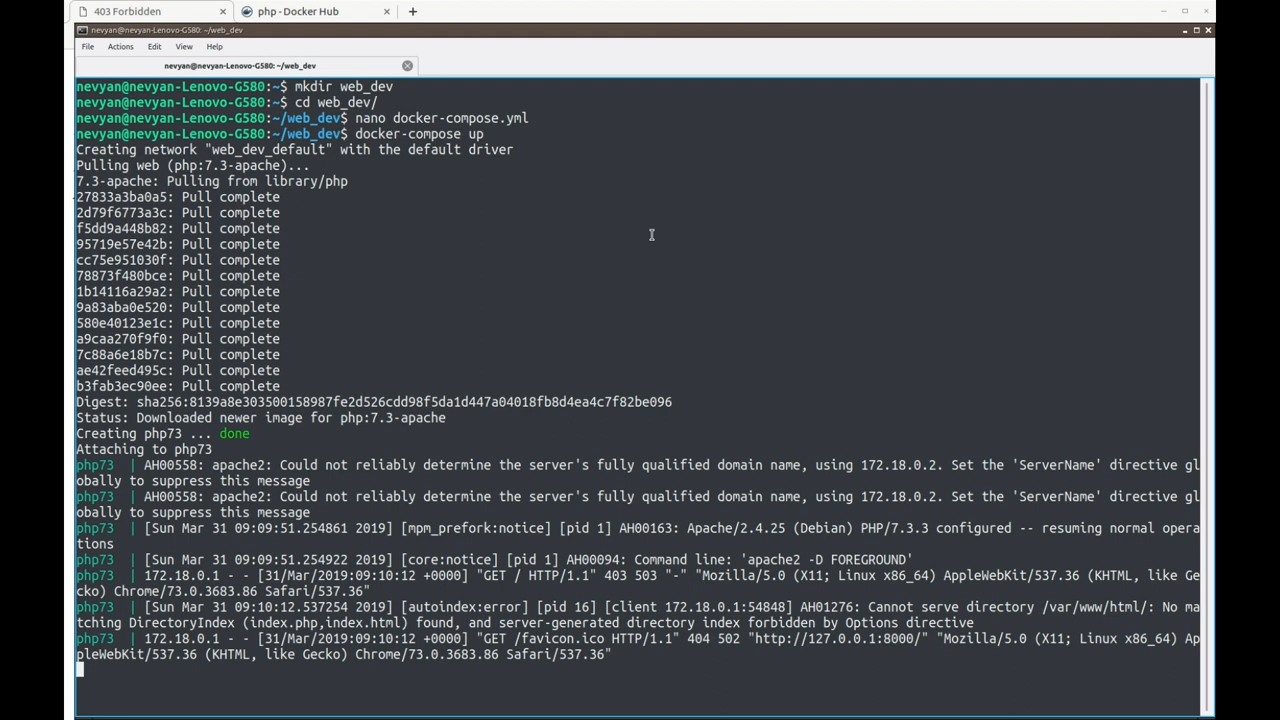 403 Forbidden
php - Docker Hub
nevyan@nevyan-Lenovo-G580: ~/web_dev
File Actions Edit View Help
nevyan@nevyan-Lenovo-G580: ~/web_dev
nevyan@nevyan-Lenovo-G580:~$ mkdir web_dev
nevyan@nevyan-Lenovo-G580:~$ cd web_dev/
nevyan@nevyan-Lenovo-G580:~/web_dev$ nano docker-compose.yml
nevyan@nevyan-Lenovo-G580:~/web_dev$ docker-compose up
Creating network "web_dev_default" with the default driver
Pulling web (php:7.3-apache)...
7.3-apache: Pulling from library/php
27833a3ba0a5: Pull complete
2d79f6773a3c: Pull complete
f5dd9a448b82: Pull complete
95719e57e42b: Pull complete
cc75e951030f: Pull complete
78873f480bce: Pull complete
1b14116a29a2: Pull complete
9a83aba0e520: Pull complete
580e40123e1c: Pull complete
a9caa270f9f0: Pull complete
7c88a6e18b7c: Pull complete
ae42feed495c: Pull complete
b3fab3ec90ee: Pull complete
Digest: sha256:8139a8e303500158987fe2d526cdd98f5da1d447a04018fb8d4ea4c7f82be096
Status: Downloaded newer image for php:7.3-apache
Creating php73 ... done
Attaching to php73
php73 | AH00558: apache2: Could not reliably determine the server's fully qualified domain name, using 172.18.0.2. Set the 'ServerName' directive gl
obally to suppress this message
php73 | AH00558: apache2: Could not reliably determine the server's fully qualified domain name, using 172.18.0.2. Set the 'ServerName' directive gl
obally to suppress this message
php73 | [Sun Mar 31 09:09:51.254861 2019] [mpm_prefork:notice] [pid 1] AH00163: Apache/2.4.25 (Debian) PHP/7.3.3 configured -- resuming normal opera
tions
php73 | [Sun Mar 31 09:09:51.254922 2019] [core:notice] [pid 1] AH00094: Command line: 'apache2 -D FOREGROUND'
php73 | 172.18.0.1 - - [31/Mar/2019:09:10:12 +0000] "GET / HTTP/1.1" 403 503 "-" "Mozilla/5.0 (X11; Linux x86_64) AppleWebKit/537.36 (KHTML, like Ge
cko) Chrome/73.0.3683.86 Safari/537.36"
php73 | [Sun Mar 31 09:10:12.537254 2019] [autoindex:error] [pid 16] [client 172.18.0.1:54848] AH01276: Cannot serve directory /var/www/html/: No ma
tching DirectoryIndex (index.php,index.html) found, and server-generated directory index forbidden by Options directive
php73 | 172.18.0.1 - - [31/Mar/2019:09:10:12 +0000] "GET /favicon.ico HTTP/1.1" 404 502 "http://127.0.0.1:8000/" "Mozilla/5.0 (X11; Linux x86_64) Ap
pleWebKit/537.36 (KHTML, like Gecko) Chrome/73.0.3683.86 Safari/537.36"